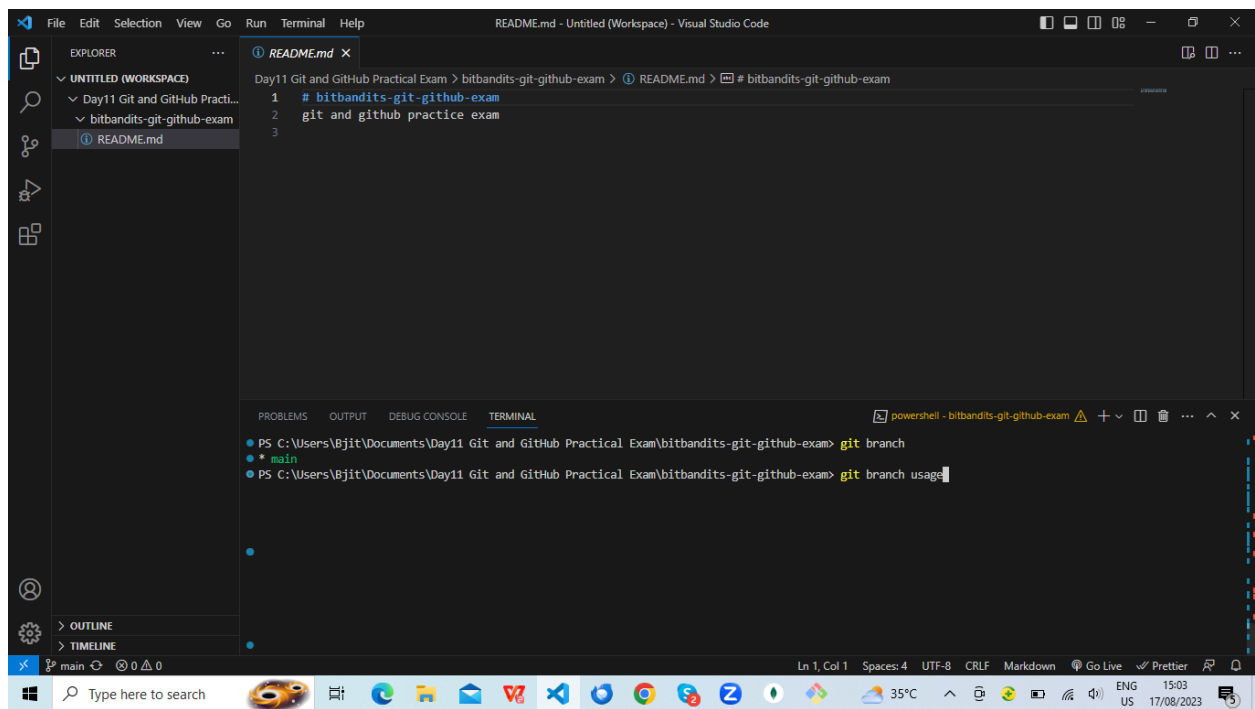 File Edit Selection View Go Run Terminal Help README.md - Untitled (Workspace) - Visual Studio Code
EXPLORER
UNTITLED (WORKSPACE)
Day11 Git and GitHub Practi...
bitbandits-git-github-exam
README.md
README.md
Day11 Git and GitHub Practical Exam > bitbandits-git-github-exam > README.md > # bitbandits-git-github-exam
1 # bitbandits-git-github-exam
2 git and github practice exam
3
PROBLEMS OUTPUT DEBUG CONSOLE TERMINAL powershell - bitbandits-git-github-exam
PS C:\Users\Bjit\Documents\Day11 Git and GitHub Practical Exam\bitbandits-git-github-exam> git branch
* main
PS C:\Users\Bjit\Documents\Day11 Git and GitHub Practical Exam\bitbandits-git-github-exam> git branch usage
OUTLINE
TIMELINE
main 0 0 Ln 1, Col 1 Spaces: 4 UTF-8 CRLF Markdown Go Live Prettier
Type here to search 2 35°C ENG 15:03
US 17/08/2023 5